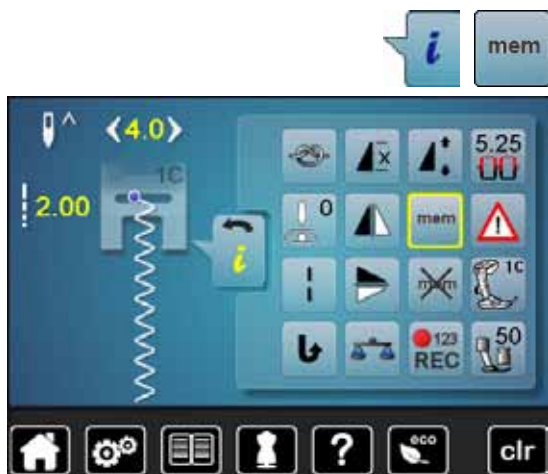 i mem
4.0
1C 5.25
2.00 0 mem
i
mem 1C
123 50
REC
? eco clr